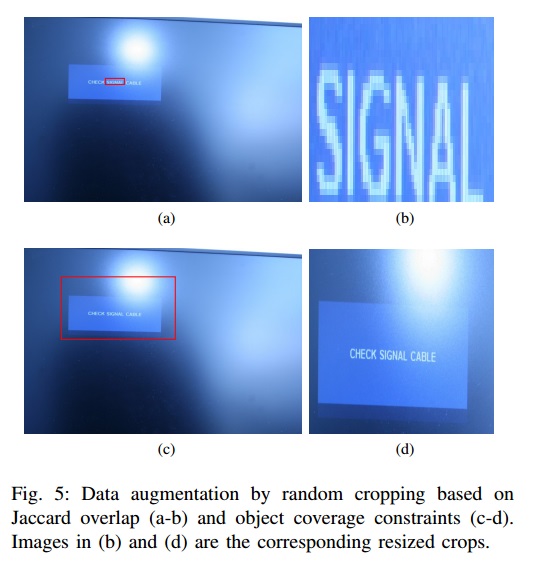 CHECK SIGNAL CABLE
SIGNAL
(a)
(b)
CHECK SIGNAL CABLE
CHECK SIGNAL CABLE
(c)
(d)
Fig. 5: Data augmentation by random cropping based on
Jaccard overlap (a-b) and object coverage constraints (c-d).
Images in (b) and (d) are the corresponding resized crops.